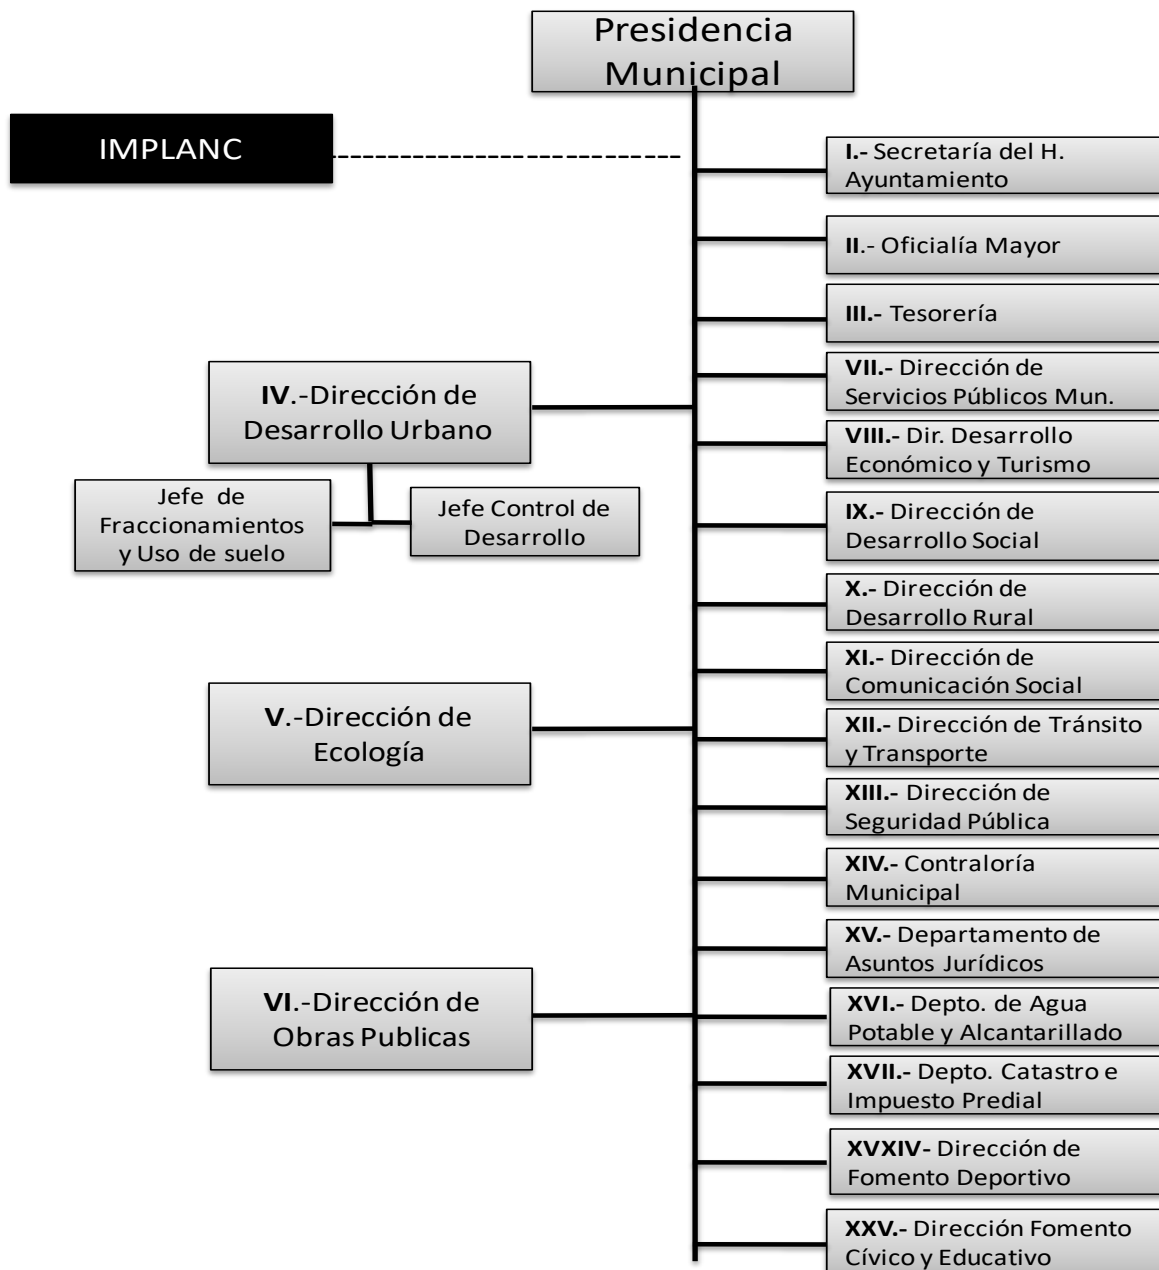 Presidencia
Municipal
IMPLANC
I.- Secretaría del H.
Ayuntamiento
II.- Oficialía Mayor
III.- Tesorería
IV.-Dirección de
Desarrollo Urbano
VII.- Dirección de
Servicios Públicos Mun.
VIII.- Dir. Desarrollo
Económico y Turismo
Jefe de
Fraccionamientos
y Uso de suelo
Jefe Control de
Desarrollo
IX.- Dirección de
Desarrollo Social
X.- Dirección de
Desarrollo Rural
XI.- Dirección de
Comunicación Social
V.-Dirección de
Ecología
XII.- Dirección de Tránsito
y Transporte
XIII.- Dirección de
Seguridad Pública
XIV.- Contraloría
Municipal
XV.- Departamento de
Asuntos Jurídicos
VI.-Dirección de
Obras Publicas
XVI.- Depto. de Agua
Potable y Alcantarillado
XVII.- Depto. Catastro e
Impuesto Predial
XVXIV- Dirección de
Fomento Deportivo
XXV.- Dirección Fomento
Cívico y Educativo